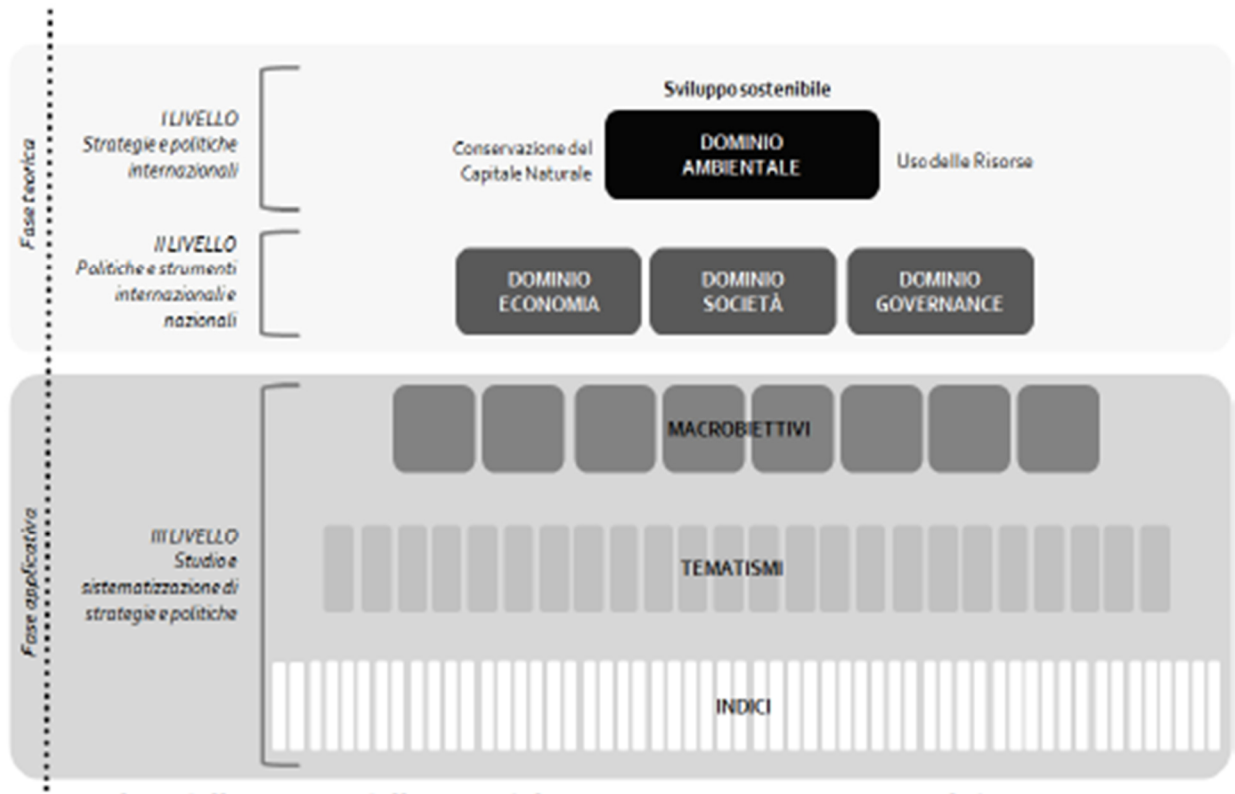 Fase teorica
I LIVELLO
Strategie e politiche
internazionali
Sviluppo sostenibile
Conservazione del
Capitale Naturale
DOMINIO
AMBIENTALE
Uso delle Risorse
II LIVELLO
Politiche e strumenti
internazionali e
nazionali
DOMINIO
ECONOMIA
DOMINIO
SOCIETÀ
DOMINIO
GOVERNANCE
Fase applicativa
III LIVELLO
Studio e
sistematizzazione di
strategie e politiche
MACROBIETTIVI
TEMATISMI
INDICI